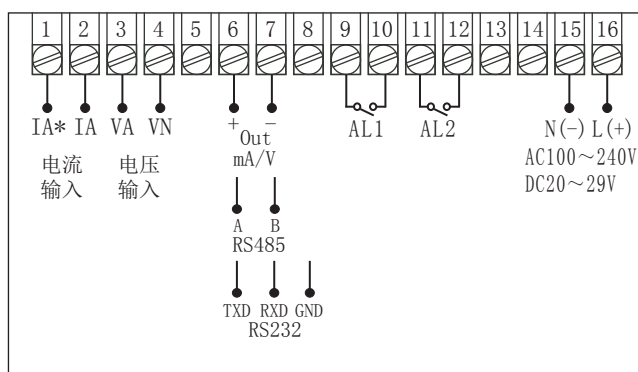 1 2 3 4 5 6 7 8 9 10 11 12 13 14 15 16
IA* IA VA VN + − AL1 AL2 N(−) L(+)
电流 电压 Out AC100～240V
输入 输入 mA/V DC20～29V
A B
RS485
TXD RXD GND
RS232